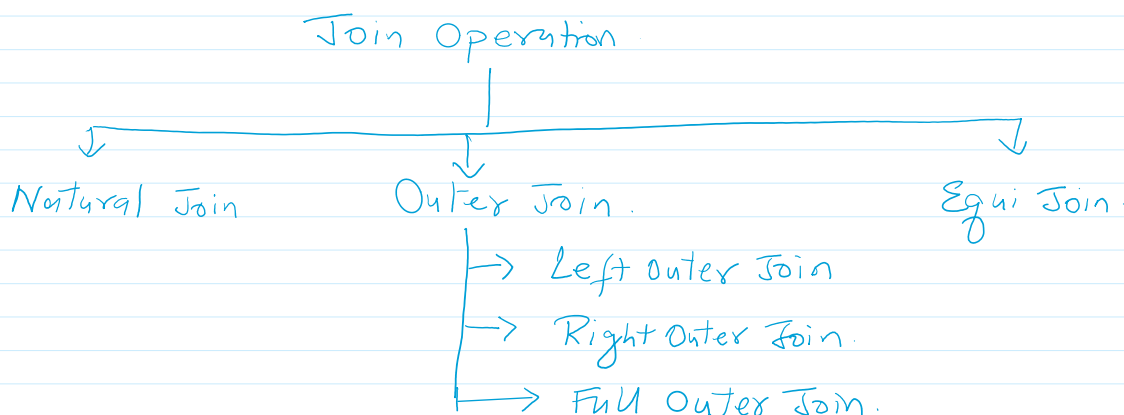 Join Operation
Natural Join
Outer Join.
Equi Join.
Left Outer Join
Right Outer Join.
Full Outer Join.